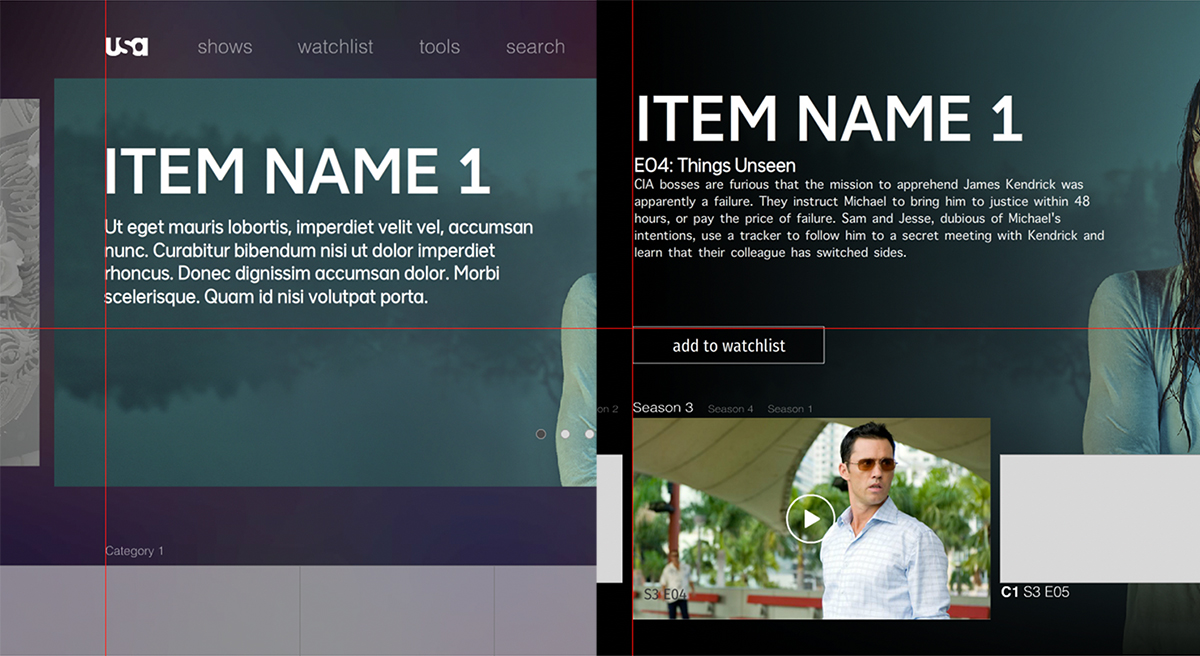 usa shows watchlist tools search
ITEM NAME 1
Ut eget mauris lobortis, imperdiet velit vel, accumsan
nunc. Curabitur bibendum nisi ut dolor imperdiet
rhoncus. Donec dignissim accumsan dolor. Morbi
scelerisque. Quam id nisi volutpat porta.
Category 1
ITEM NAME 1
E04: Things Unseen
CIA bosses are furious that the mission to apprehend James Kendrick was
apparently a failure. They instruct Michael to bring him to justice within 48
hours, or pay the price of failure. Sam and Jesse, dubious of Michael's
intentions, use a tracker to follow him to a secret meeting with Kendrick and
learn that their colleague has switched sides.
add to watchlist
on 2 Season 3 Season 4 Season 1
S3 E04
C1 S3 E05